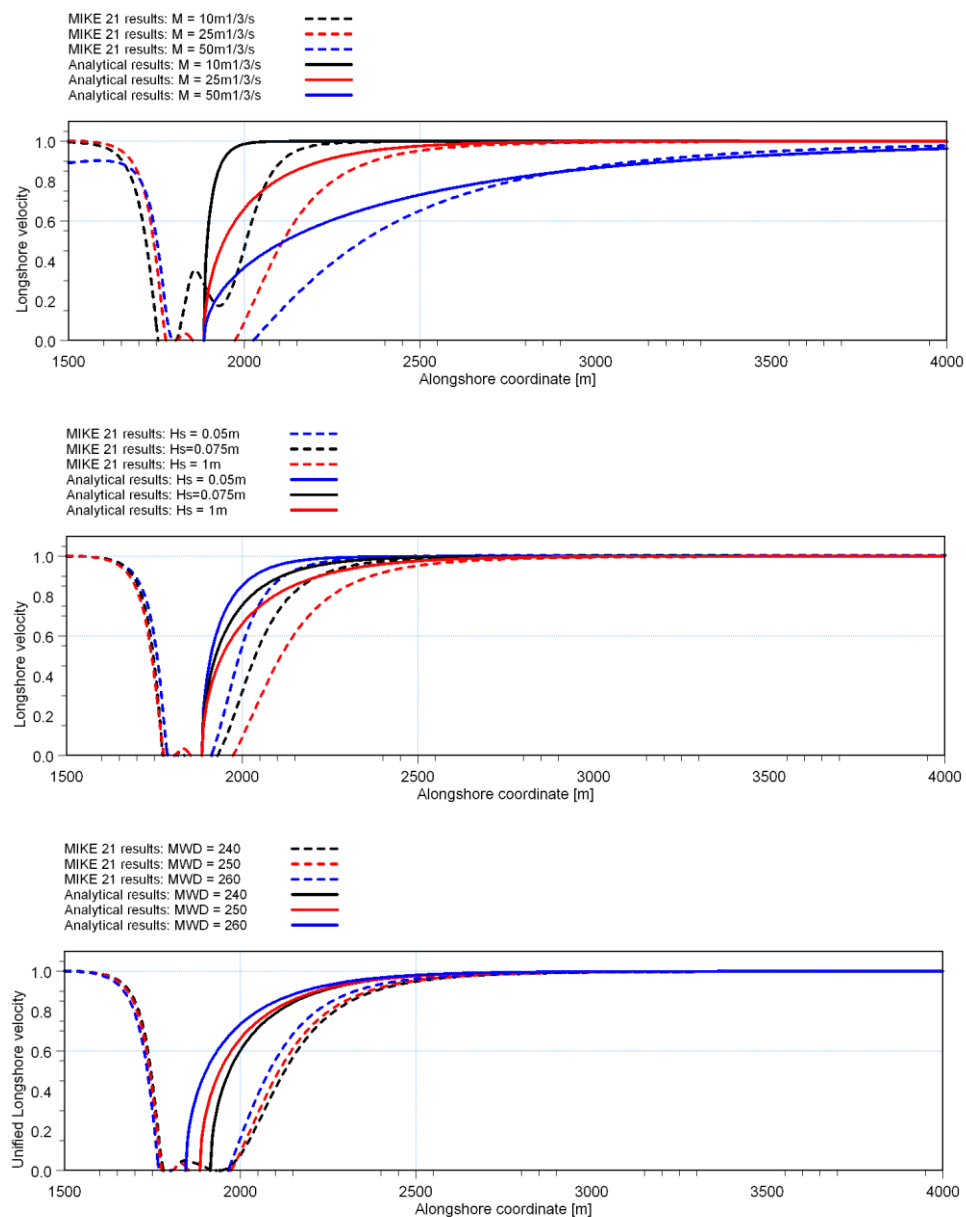 MIKE 21 results: M = 10m1/3/s
MIKE 21 results: M = 25m1/3/s
MIKE 21 results: M = 50m1/3/s
Analytical results: M = 10m1/3/s
Analytical results: M = 25m1/3/s
Analytical results: M = 50m1/3/s
Longshore velocity
1.0
0.8
0.6
0.4
0.2
0.0
1500 2000 2500 3000 3500 4000
Alongshore coordinate [m]
MIKE 21 results: Hs = 0.05m
MIKE 21 results: Hs=0.075m
MIKE 21 results: Hs = 1m
Analytical results: Hs = 0.05m
Analytical results: Hs=0.075m
Analytical results: Hs = 1m
Longshore velocity
1.0
0.8
0.6
0.4
0.2
0.0
1500 2000 2500 3000 3500 4000
Alongshore coordinate [m]
MIKE 21 results: MWD = 240
MIKE 21 results: MWD = 250
MIKE 21 results: MWD = 260
Analytical results: MWD = 240
Analytical results: MWD = 250
Analytical results: MWD = 260
Unified Longshore velocity
1.0
0.8
0.6
0.4
0.2
0.0
1500 2000 2500 3000 3500 4000
Alongshore coordinate [m]